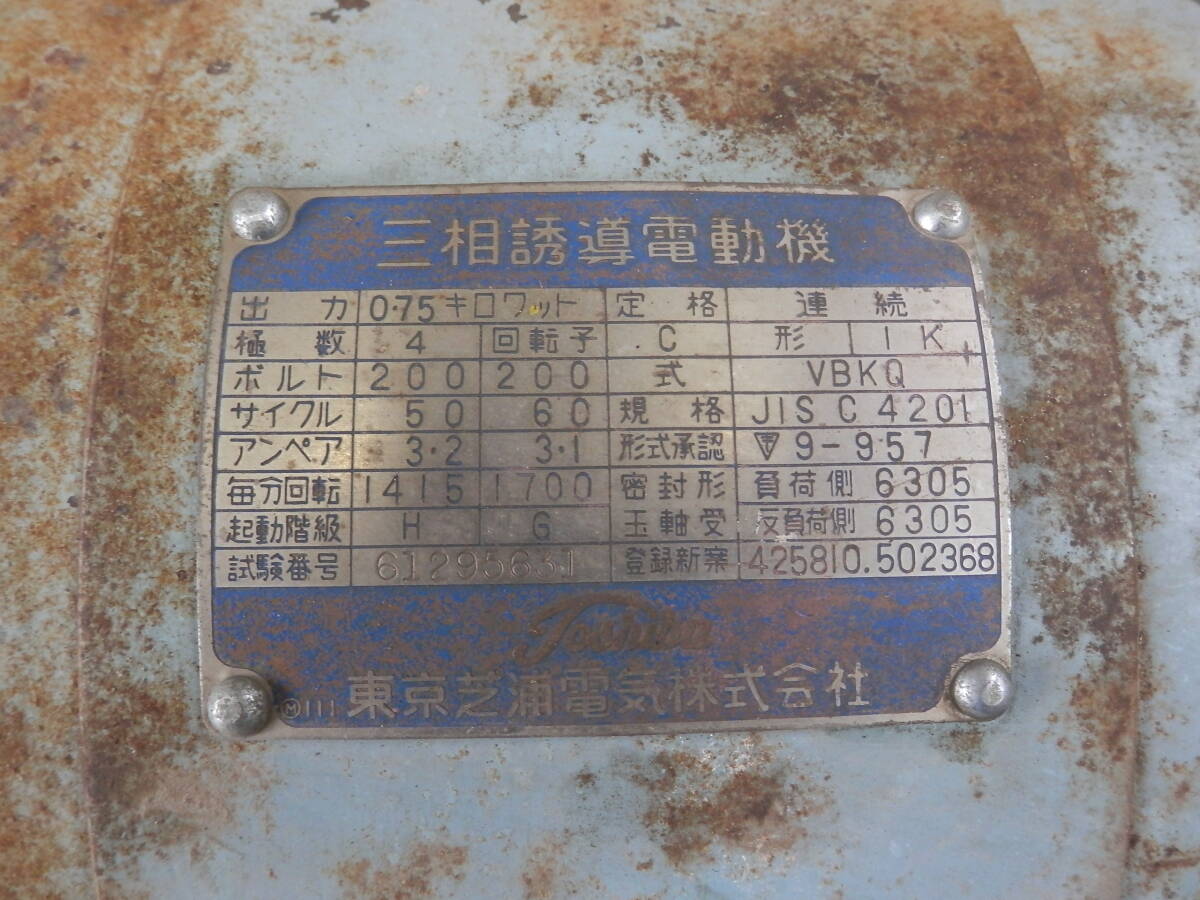 三相誘導電動機
出力 0.75 キロワット 定格 連続
極数 4 回転子 C 形 IK
ボルト 200 200 式 VBKQ
サイクル 50 60 規格 JIS C 4201
アンペア 3.2 3.1 形式承認 9-957
毎分回転 1415 1700 密封形 負荷側 6305
起動階級 H G 玉軸受 反負荷側 6305
試験番号 61295631 登録新案 425810.502368
Toshiba
Ⓜ111 東京芝浦電気株式会社